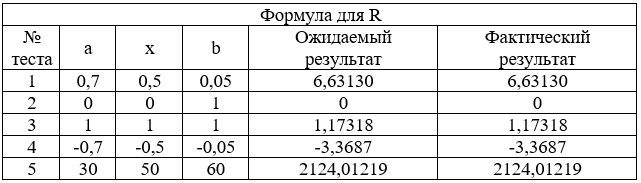 Формула для R
№ теста a x b Ожидаемый результат Фактический результат
1 0,7 0,5 0,05 6,63130 6,63130
2 0 0 1 0 0
3 1 1 1 1,17318 1,17318
4 -0,7 -0,5 -0,05 -3,3687 -3,3687
5 30 50 60 2124,01219 2124,01219